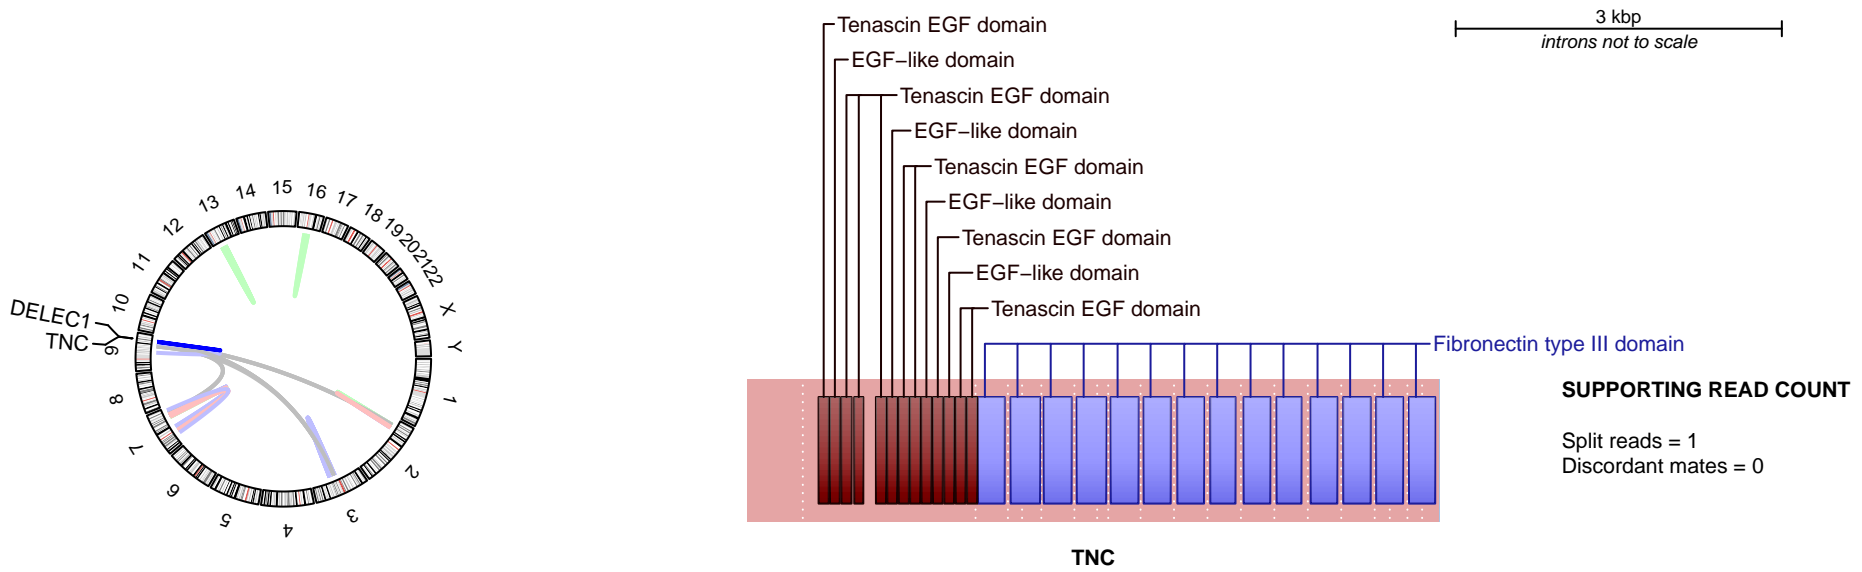 Tenascin EGF domain
EGF−like domain
Tenascin EGF domain
EGF−like domain
Tenascin EGF domain
EGF−like domain
Tenascin EGF domain
EGF−like domain
Tenascin EGF domain
Fibronectin type III domain
3 kbp
introns not to scale
DELEC1
TNC
1
2
3
4
5
6
7
8
9
10
11
12
13
14
15
16
17
18
19
20
21
22
X
Y
TNC
SUPPORTING READ COUNT
Split reads = 1
Discordant mates = 0